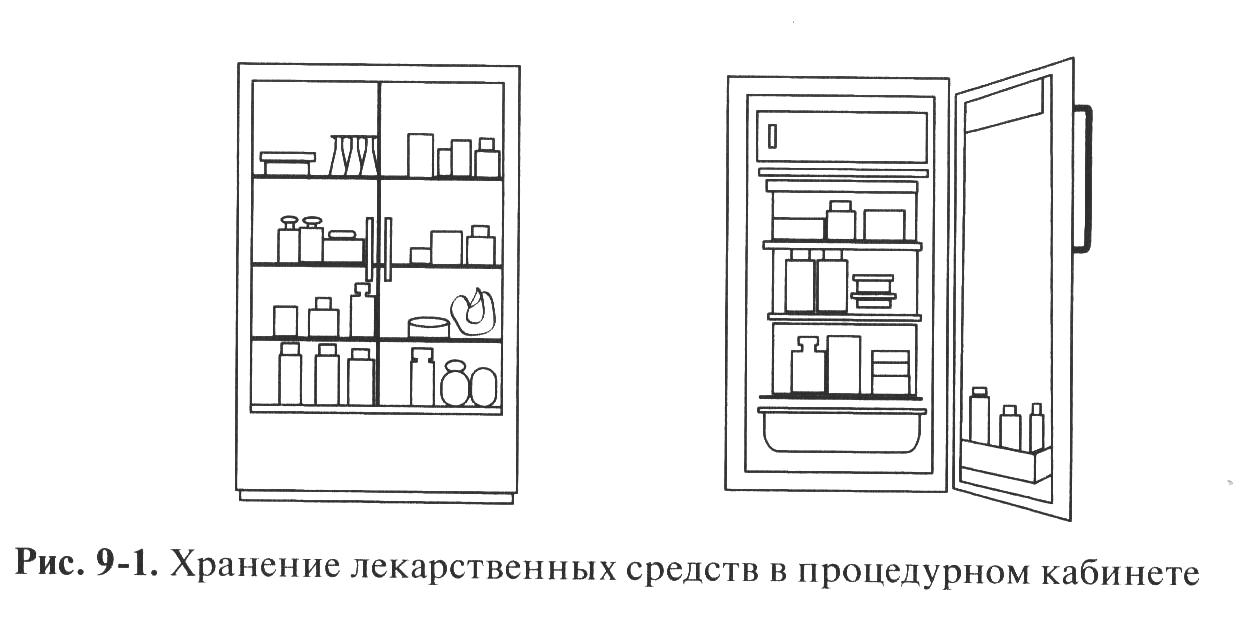 Рис. 9-1. Хранение лекарственных средств в процедурном кабинете